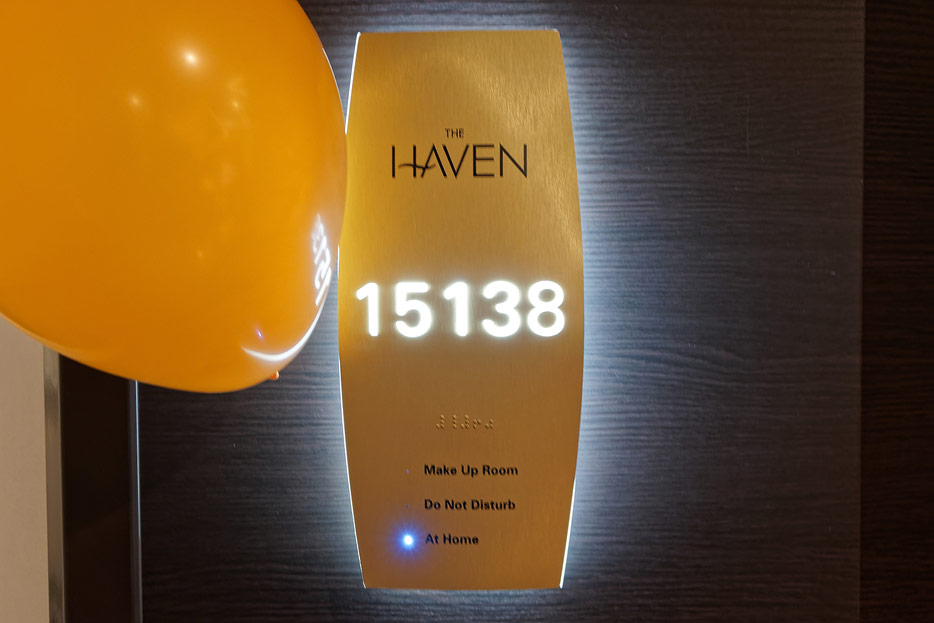 THE
HAVEN
15138
Make Up Room
Do Not Disturb
At Home